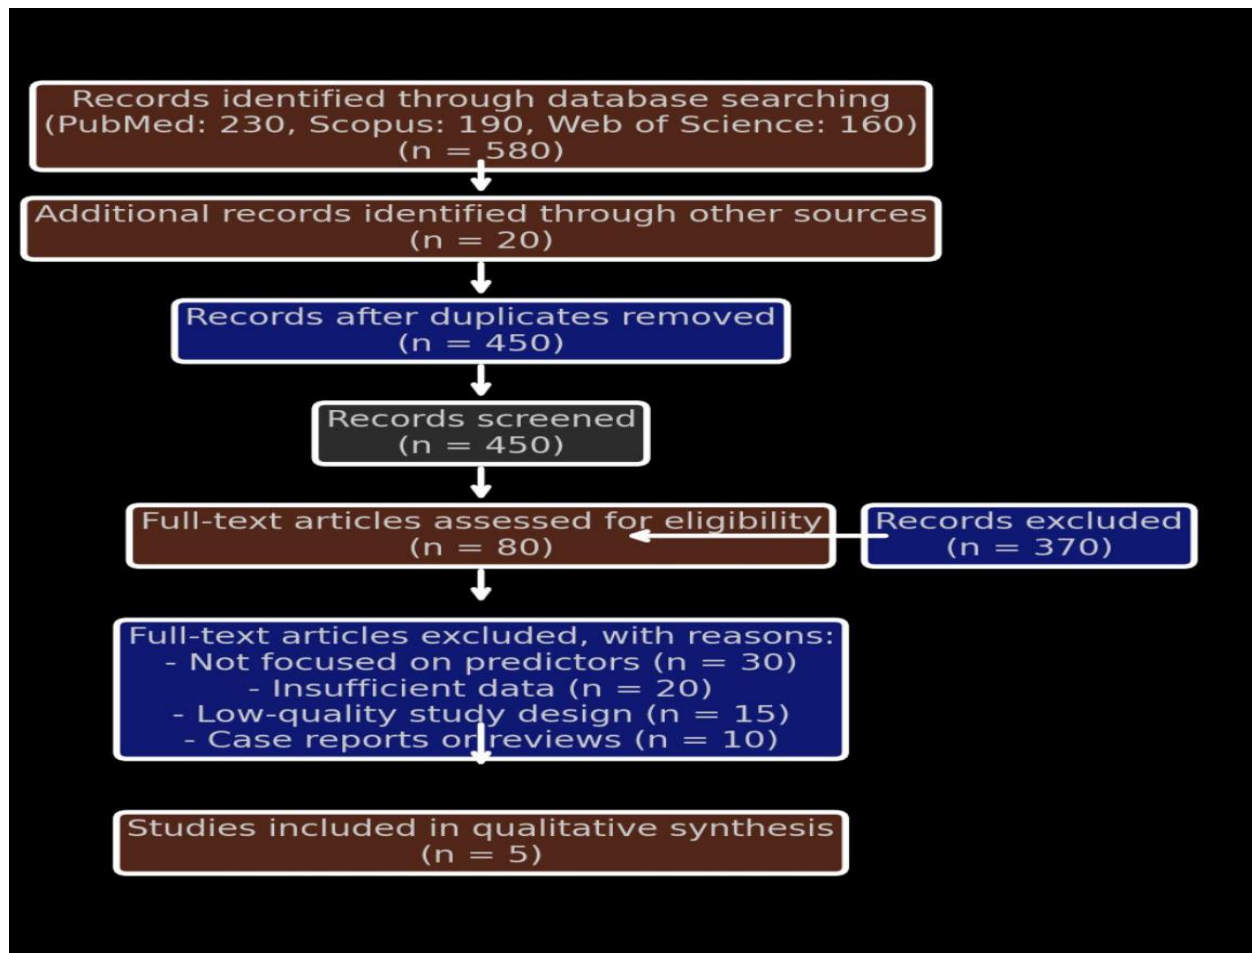 Records identified through database searching
(PubMed: 230, Scopus: 190, Web of Science: 160)
(n = 580)
Additional records identified through other sources
(n = 20)
Records after duplicates removed
(n = 450)
Records screened
(n = 450)
Full-text articles assessed for eligibility
(n = 80)
Records excluded
(n = 370)
Full-text articles excluded, with reasons:
- Not focused on predictors (n = 30)
- Insufficient data (n = 20)
- Low-quality study design (n = 15)
- Case reports or reviews (n = 10)
Studies included in qualitative synthesis
(n = 5)